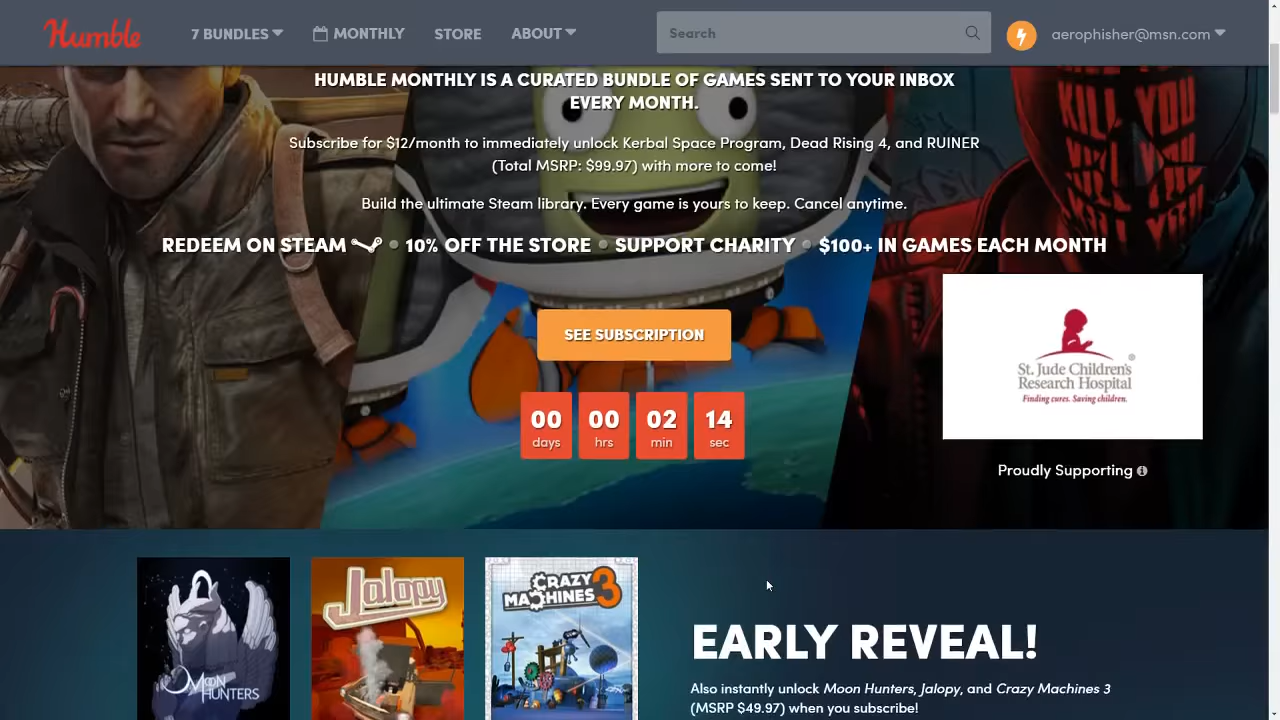 Humble
7 BUNDLES
MONTHLY
STORE
ABOUT
Search
aerophisher@msn.com
HUMBLE MONTHLY IS A CURATED BUNDLE OF GAMES SENT TO YOUR INBOX
EVERY MONTH.
KILL YOU
Subscribe for $12/month to immediately unlock Kerbal Space Program, Dead Rising 4, and RUINER
(Total MSRP: $99.97) with more to come!
Build the ultimate Steam library. Every game is yours to keep. Cancel anytime.
REDEEM ON STEAM • 10% OFF THE STORE • SUPPORT CHARITY • $100+ IN GAMES EACH MONTH
SEE SUBSCRIPTION
St. Jude Children's
Research Hospital
®
Finding cures. Saving children.
00 00 02 14
days hrs min sec
Proudly Supporting
MOON
HUNTERS
Jalopy
CRAZY
MACHINES 3
EARLY REVEAL!
Also instantly unlock Moon Hunters, Jalopy, and Crazy Machines 3
(MSRP $49.97) when you subscribe!